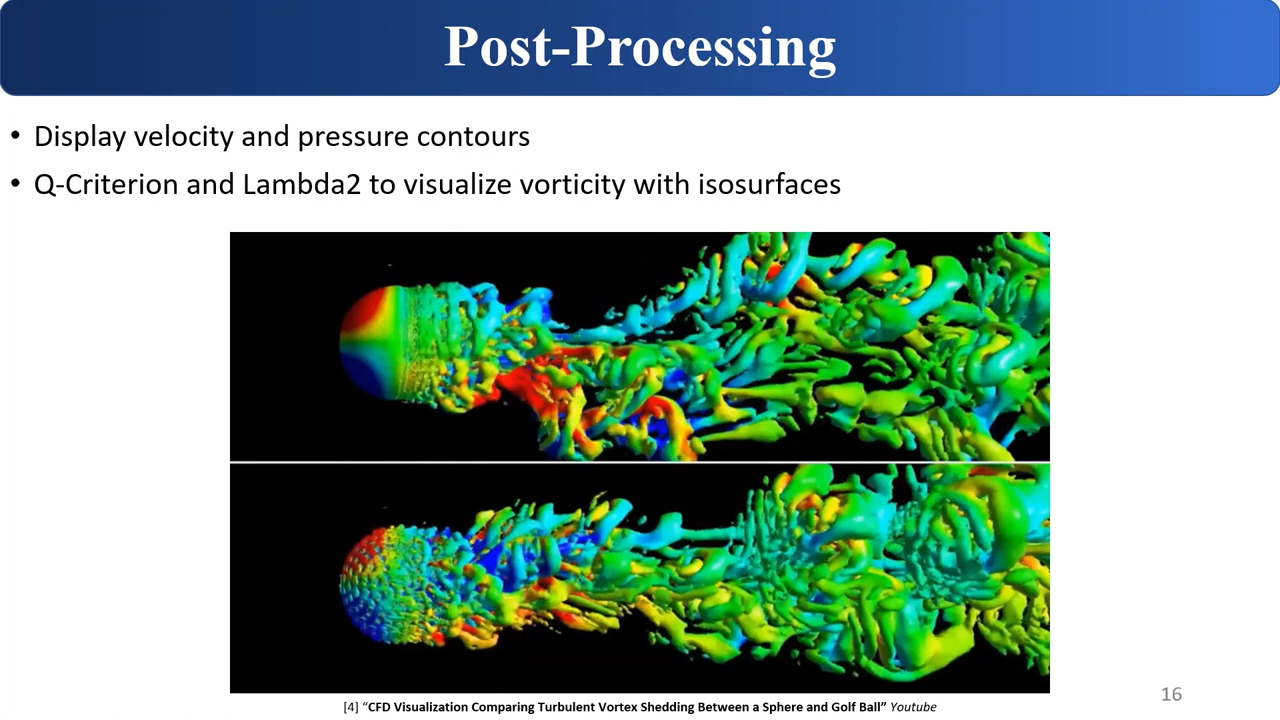 Post-Processing
• Display velocity and pressure contours
• Q-Criterion and Lambda2 to visualize vorticity with isosurfaces
[4] “CFD Visualization Comparing Turbulent Vortex Shedding Between a Sphere and Golf Ball” Youtube
16